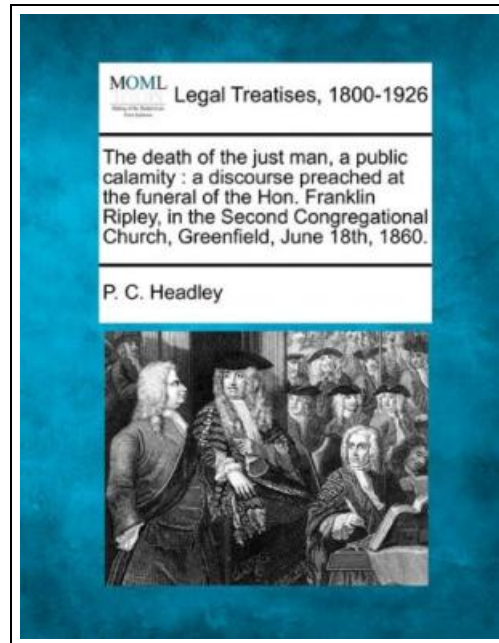 MOML
Legal Treatises, 1800-1926
The death of the just man, a public
calamity : a discourse preached at
the funeral of the Hon. Franklin
Ripley, in the Second Congregational
Church, Greenfield, June 18th, 1860.
P. C. Headley